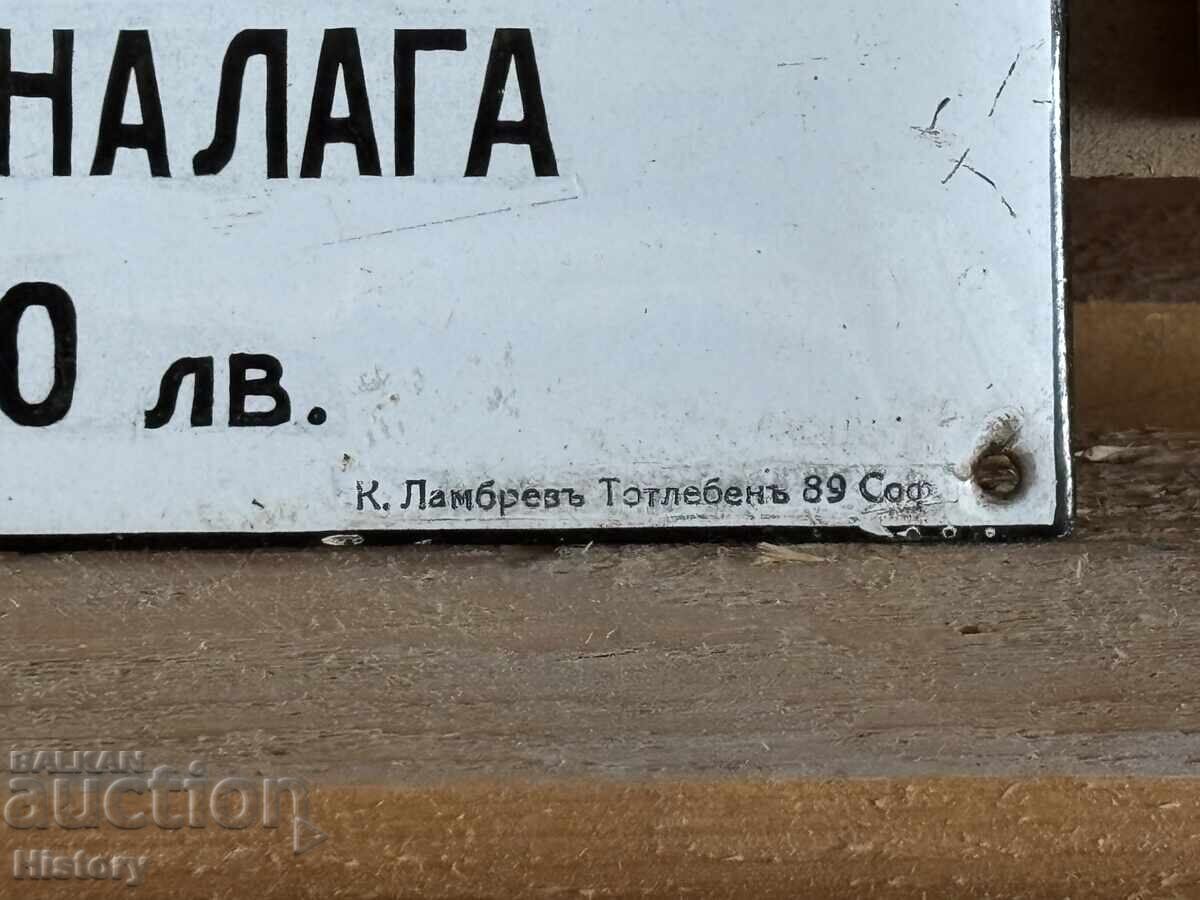 НАЛАГА
0 лв.
К. Ламбревъ Тотлебенъ 89 Соф
BALKAN
auction
History